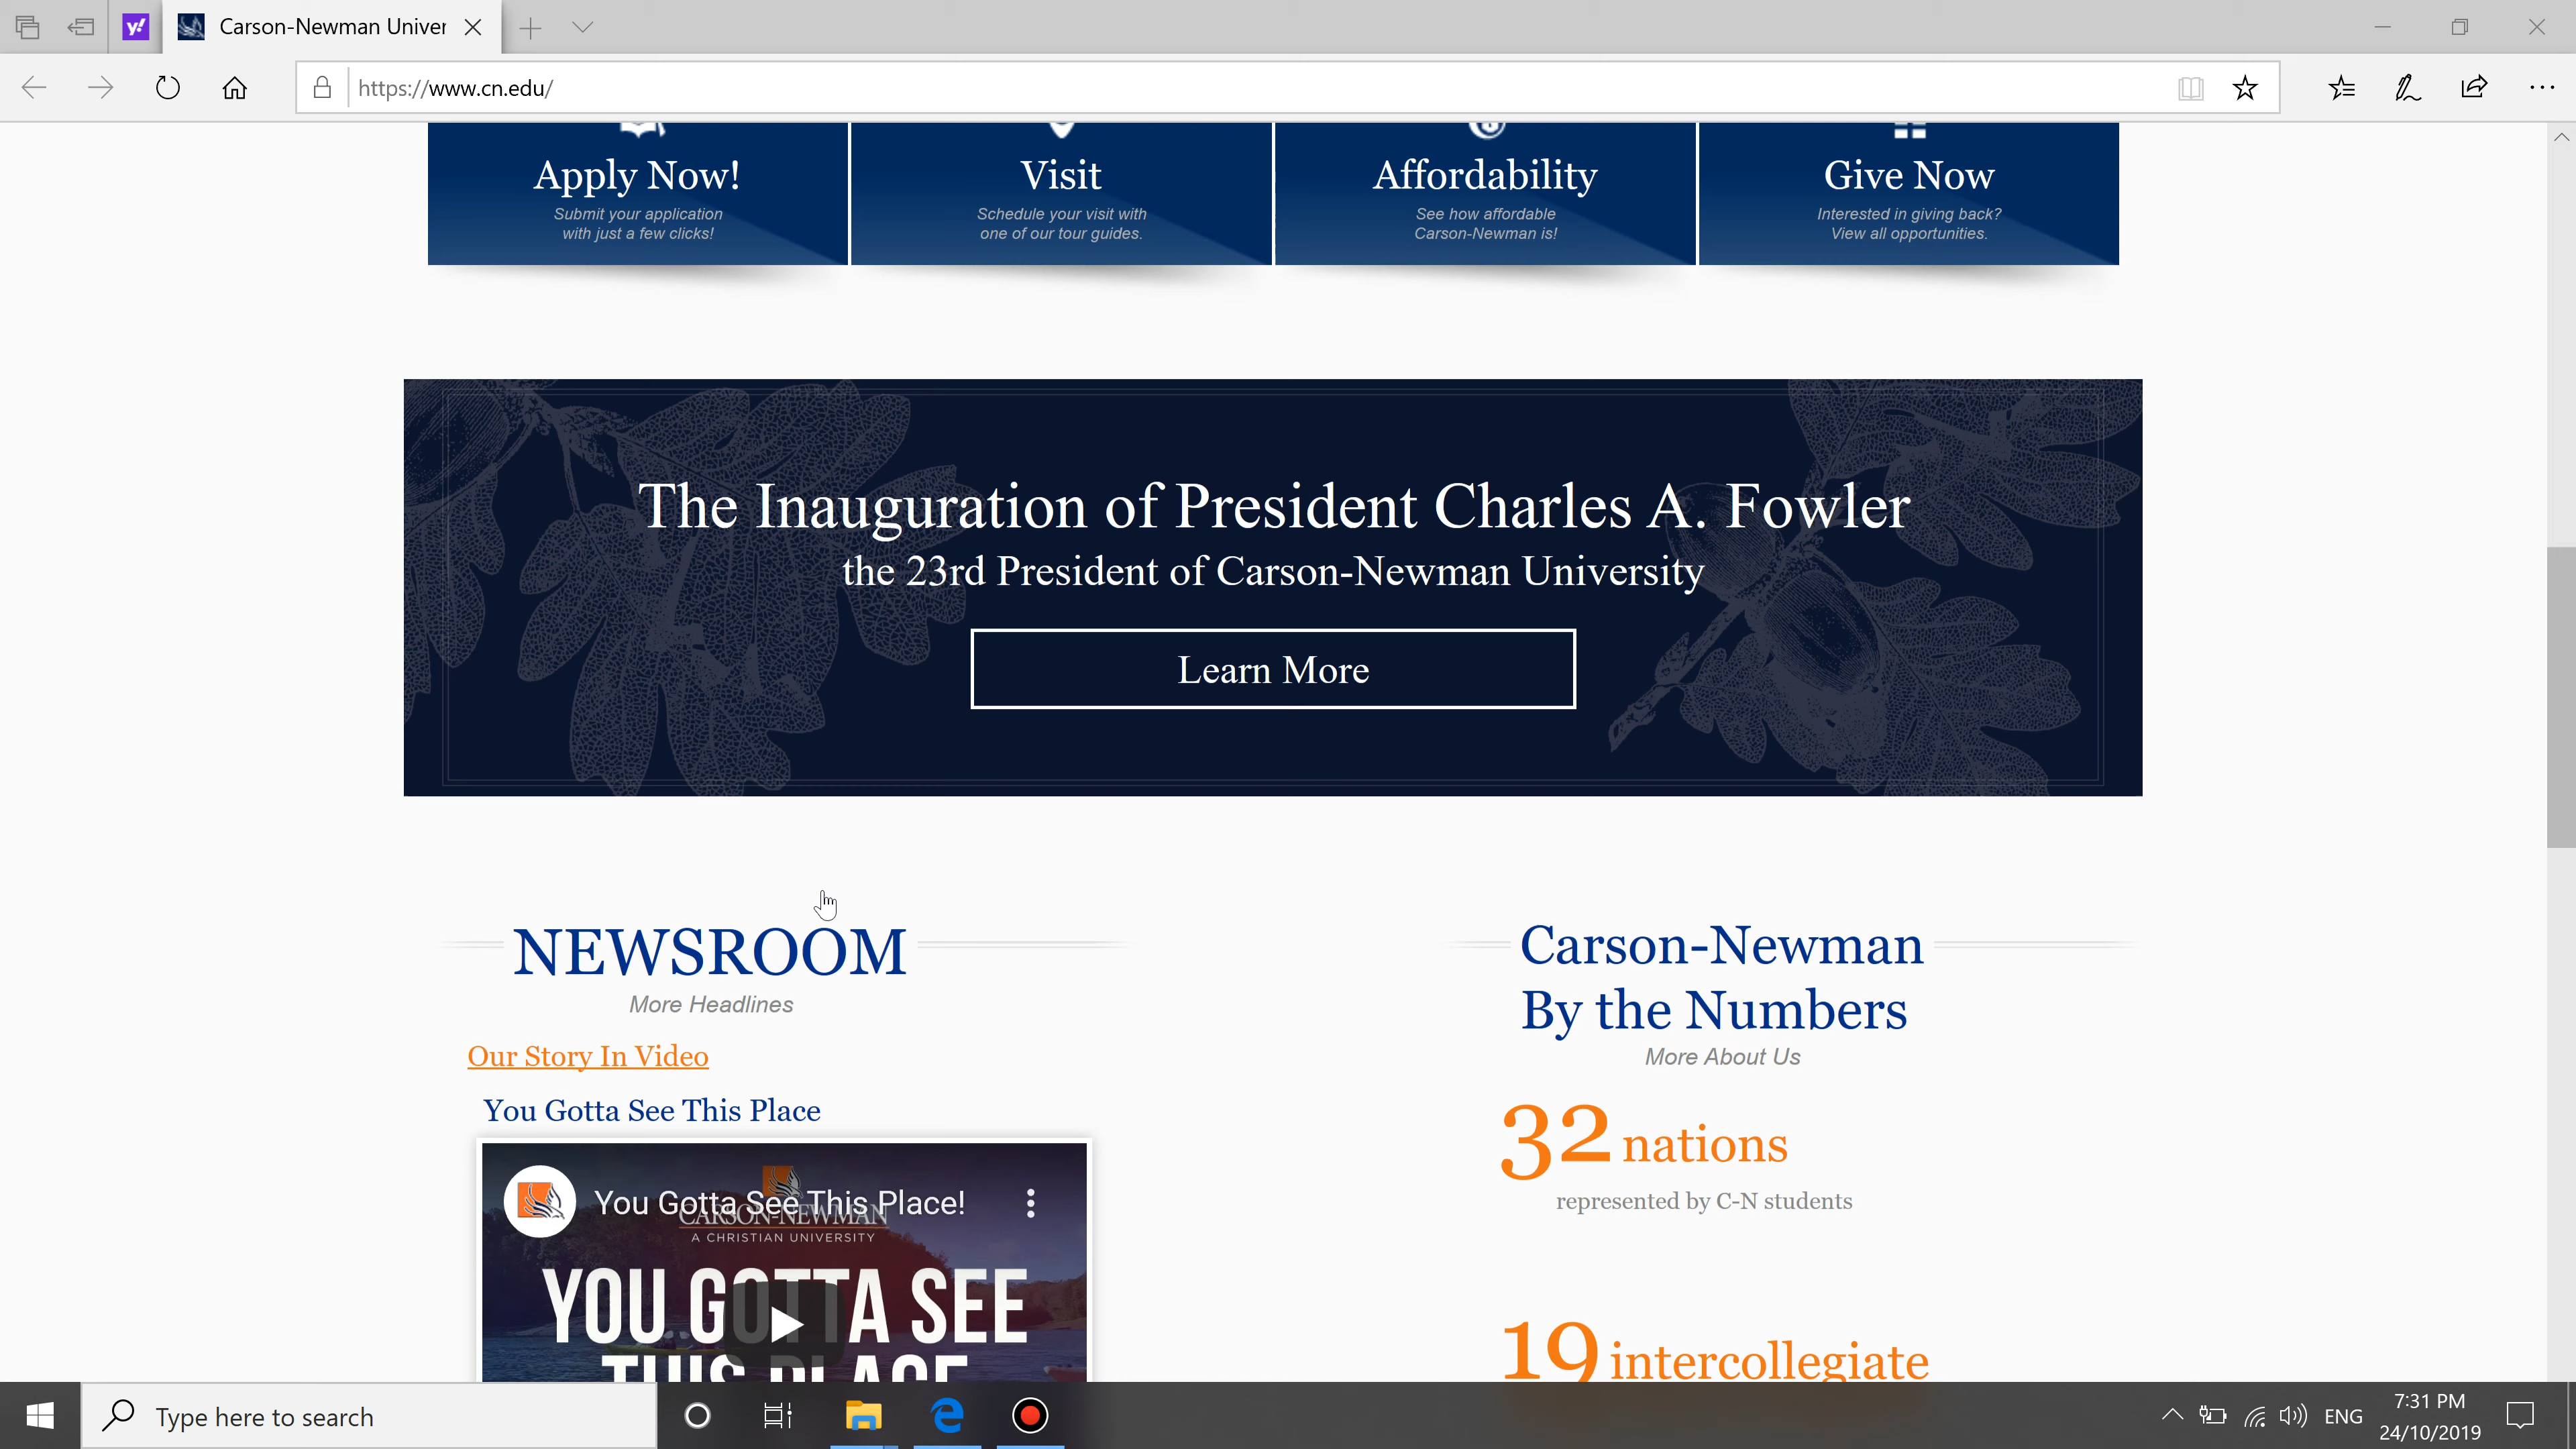 y!
Carson-Newman Univer
https://www.cn.edu/
Apply Now!
Submit your application
with just a few clicks!
Visit
Schedule your visit with
one of our tour guides.
Affordability
See how affordable
Carson-Newman is!
Give Now
Interested in giving back?
View all opportunities.
The Inauguration of President Charles A. Fowler
the 23rd President of Carson-Newman University
Learn More
NEWSROOM
More Headlines
Our Story In Video
You Gotta See This Place
You Gotta See This Place!
CARSON-NEWMAN
A CHRISTIAN UNIVERSITY
YOU GOTTA SEE
THIS PLACE
Carson-Newman
By the Numbers
More About Us
32 nations
represented by C-N students
19 intercollegiate
Type here to search
ENG
7:31 PM
24/10/2019